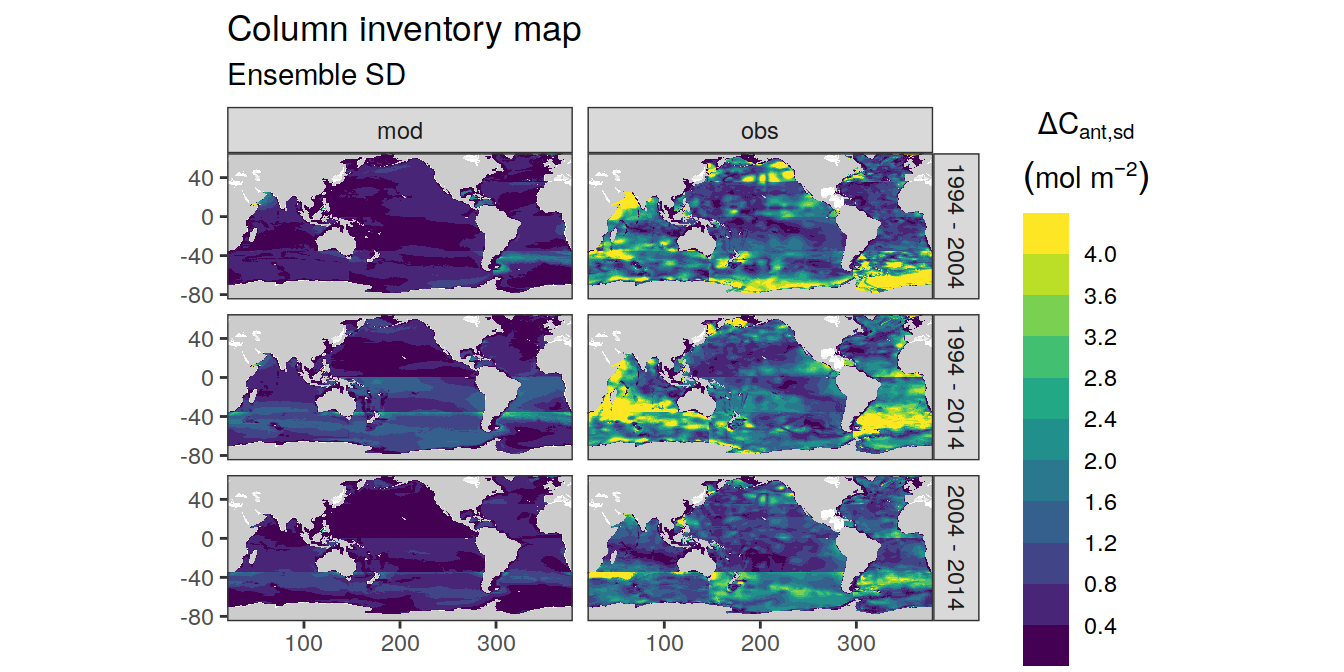 Column inventory map
Ensemble SD
mod obs
ΔCant,sd
(mol m−2)
40
0
-40
-80
1994 - 2004
40
0
-40
-80
1994 - 2014
40
0
-40
-80
2004 - 2014
100 200 300 100 200 300
4.0
3.6
3.2
2.8
2.4
2.0
1.6
1.2
0.8
0.4